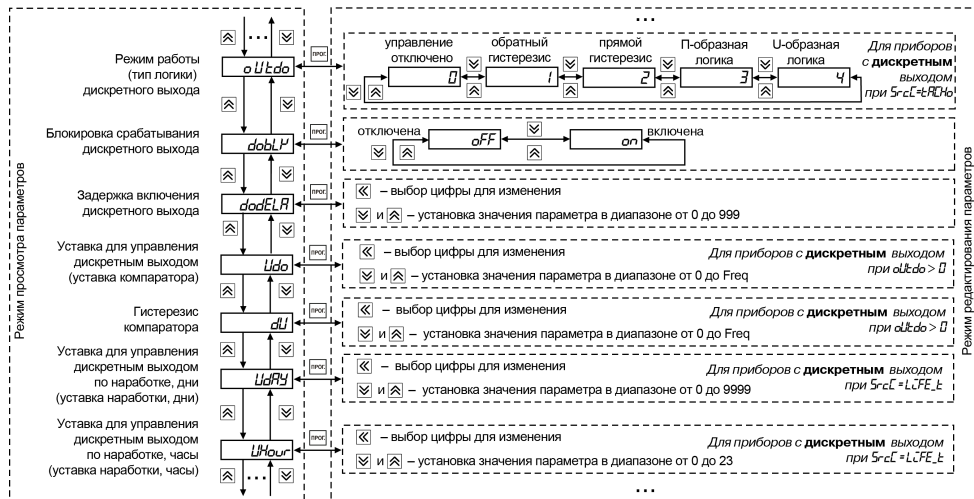 Режим просмотра параметров
Режим редактирования параметров
...
...
Режим работы
(тип логики)
дискретного выхода
oUtdo
ПРОГ.
управление
отключено
0
обратный
гистерезис
1
прямой
гистерезис
2
П-образная
логика
3
U-образная
логика
4
Для приборов
с дискретным
выходом
при SrcC=tACHo
Блокировка срабатывания
дискретного выхода
dobLY
ПРОГ.
отключена
oFF
on
включена
Задержка включения
дискретного выхода
dodELA
ПРОГ.
– выбор цифры для изменения
и – установка значения параметра в диапазоне от 0 до 999
Уставка для управления
дискретным выходом
(уставка компаратора)
Udo
ПРОГ.
– выбор цифры для изменения
и – установка значения параметра в диапазоне от 0 до Freq
Для приборов с дискретным выходом
при oUtdo > 0
Гистерезис
компаратора
dU
ПРОГ.
– выбор цифры для изменения
и – установка значения параметра в диапазоне от 0 до Freq
Для приборов с дискретным выходом
при oUtdo > 0
Уставка для управления
дискретным выходом
по наработке, дни
(уставка наработки, дни)
UdAY
ПРОГ.
– выбор цифры для изменения
и – установка значения параметра в диапазоне от 0 до 9999
Для приборов с дискретным выходом
при SrcC = LiFE_t
Уставка для управления
дискретным выходом
по наработке, часы
(уставка наработки, часы)
UHour
ПРОГ.
– выбор цифры для изменения
и – установка значения параметра в диапазоне от 0 до 23
Для приборов с дискретным выходом
при SrcC = LiFE_t
...
...